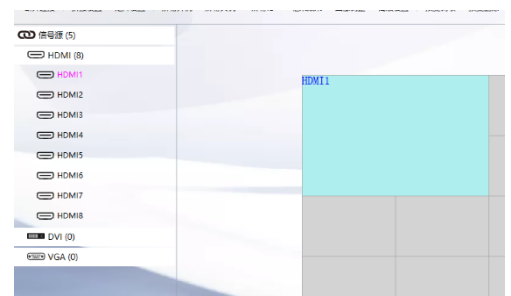 信号源 (5)
HDMI (8)
HDMI1
HDMI2
HDMI3
HDMI4
HDMI5
HDMI6
HDMI7
HDMI8
DVI (0)
VGA (0)
HDMI1